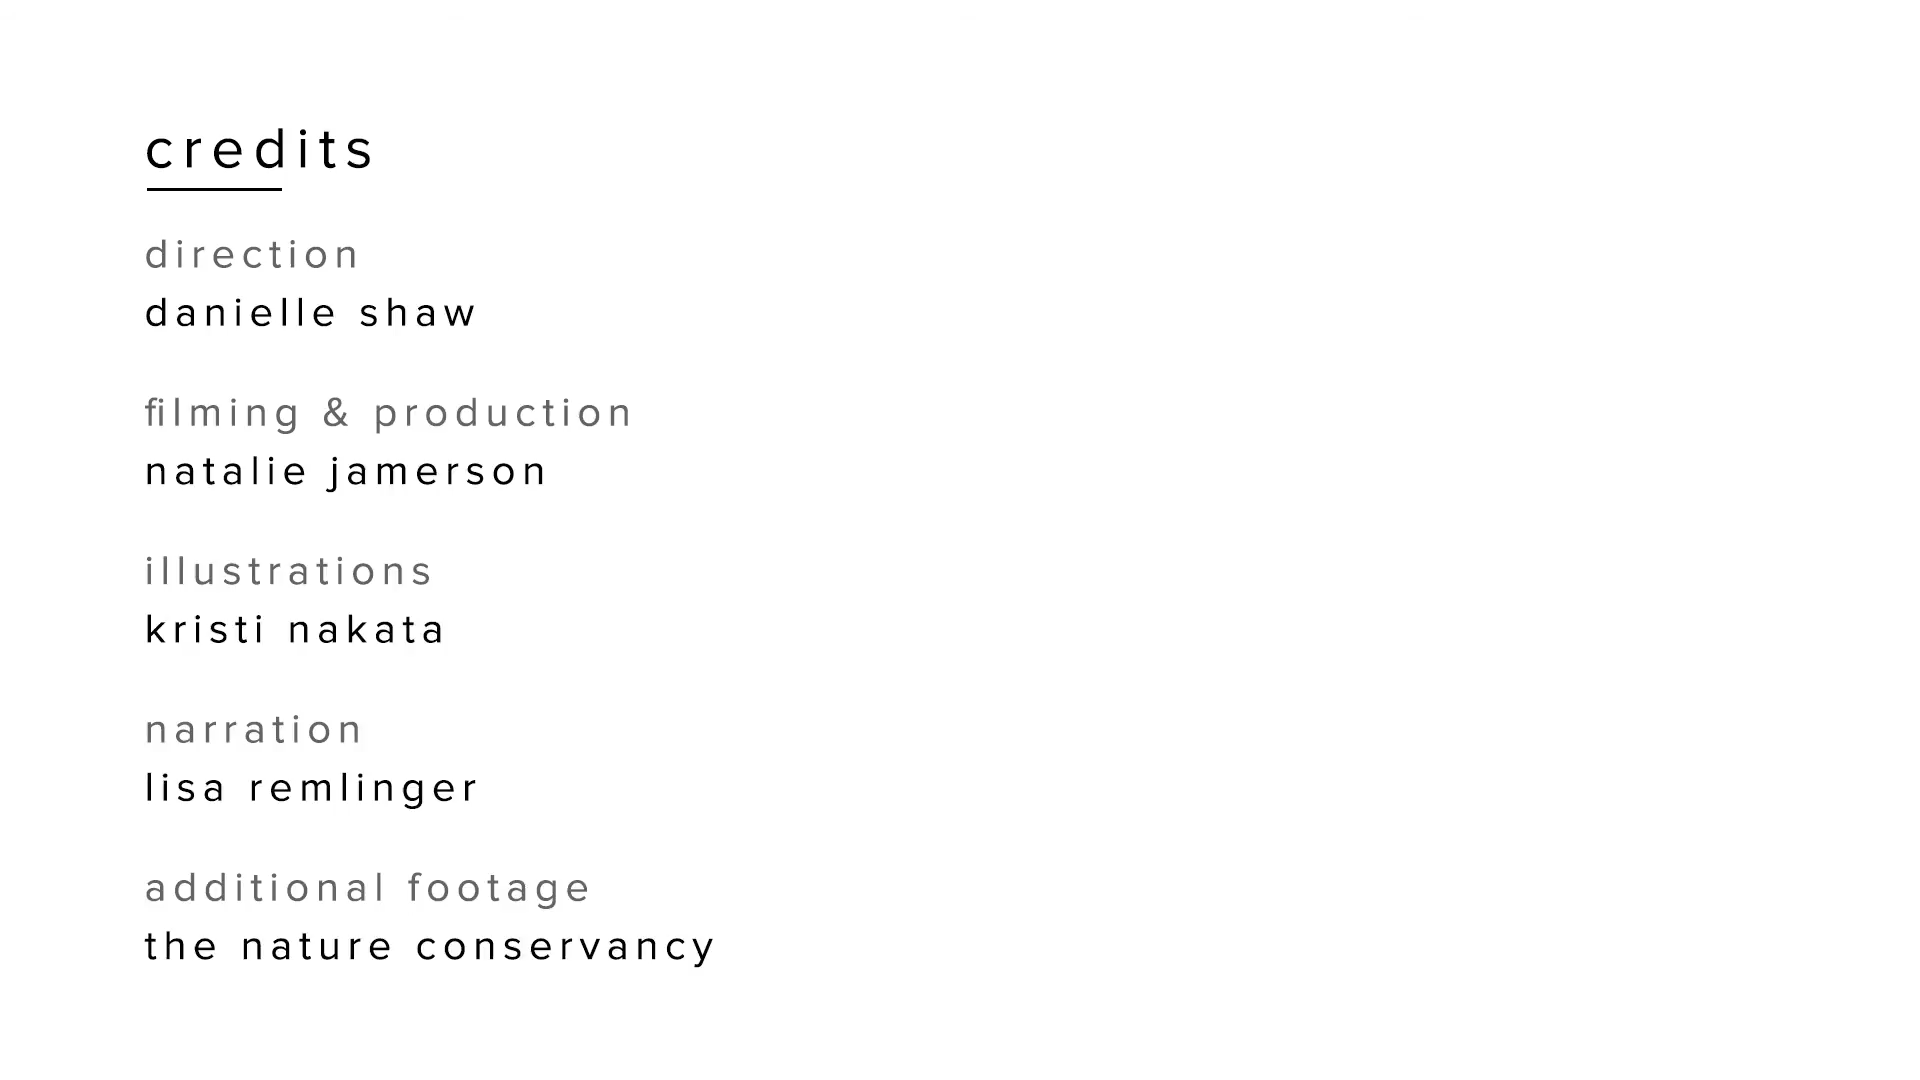 credits
direction
danielle shaw
filming & production
natalie jamerson
illustrations
kristi nakata
narration
lisa remlinger
additional footage
the nature conservancy